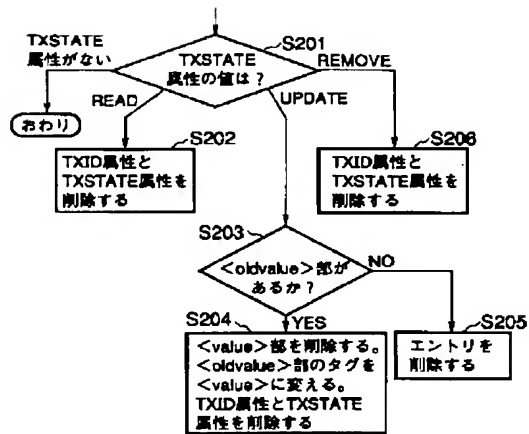 S201
TXSTATE
属性がない
TXSTATE
属性の値は?
REMOVE
READ
UPDATE
おわり
S202
TXID属性と
TXSTATE属性を
削除する
S206
TXID属性と
TXSTATE属性を
削除する
S203
<oldvalue>部が
あるか?
NO
YES
S204
<value>部を削除する。
<oldvalue>部のタグを
<value>に変える。
TXID属性とTXSTATE
属性を削除する
S205
エントリを
削除する